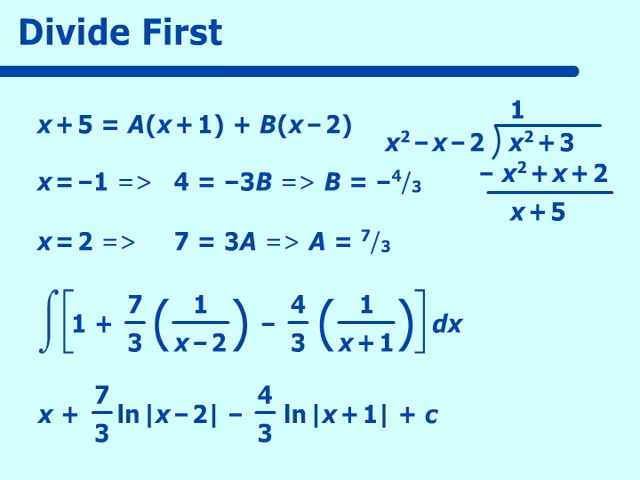 Divide First
x + 5 = A(x + 1) + B(x – 2)
1
x² – x – 2 ) x² + 3
– x² + x + 2
x + 5
x = –1 => 4 = –3B => B = –⁴/₃
x = 2 => 7 = 3A => A = ⁷/₃
∫[1 + 7/3 (1/(x – 2)) – 4/3 (1/(x + 1))] dx
x + 7/3 ln |x – 2| – 4/3 ln |x + 1| + c